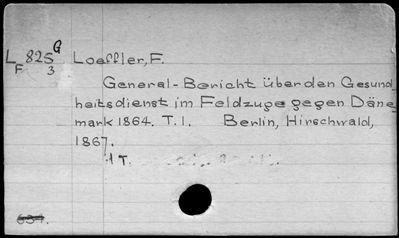 L 825 G Loeffler, F.
F 3
General-Bericht über den Gesund-
heitsdienst im Feldzuge gegen Däne-
mark 1864. T. 1. Berlin, Hirschwald,
1867.
1 T.